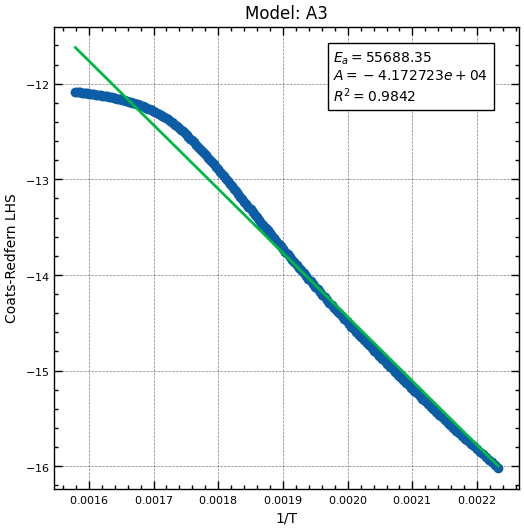 Model: A3
E_a = 55688.35
A = −4.172723e + 04
R² = 0.9842
−12
−13
−14
−15
−16
Coats-Redfern LHS
0.0016 0.0017 0.0018 0.0019 0.0020 0.0021 0.0022
1/T